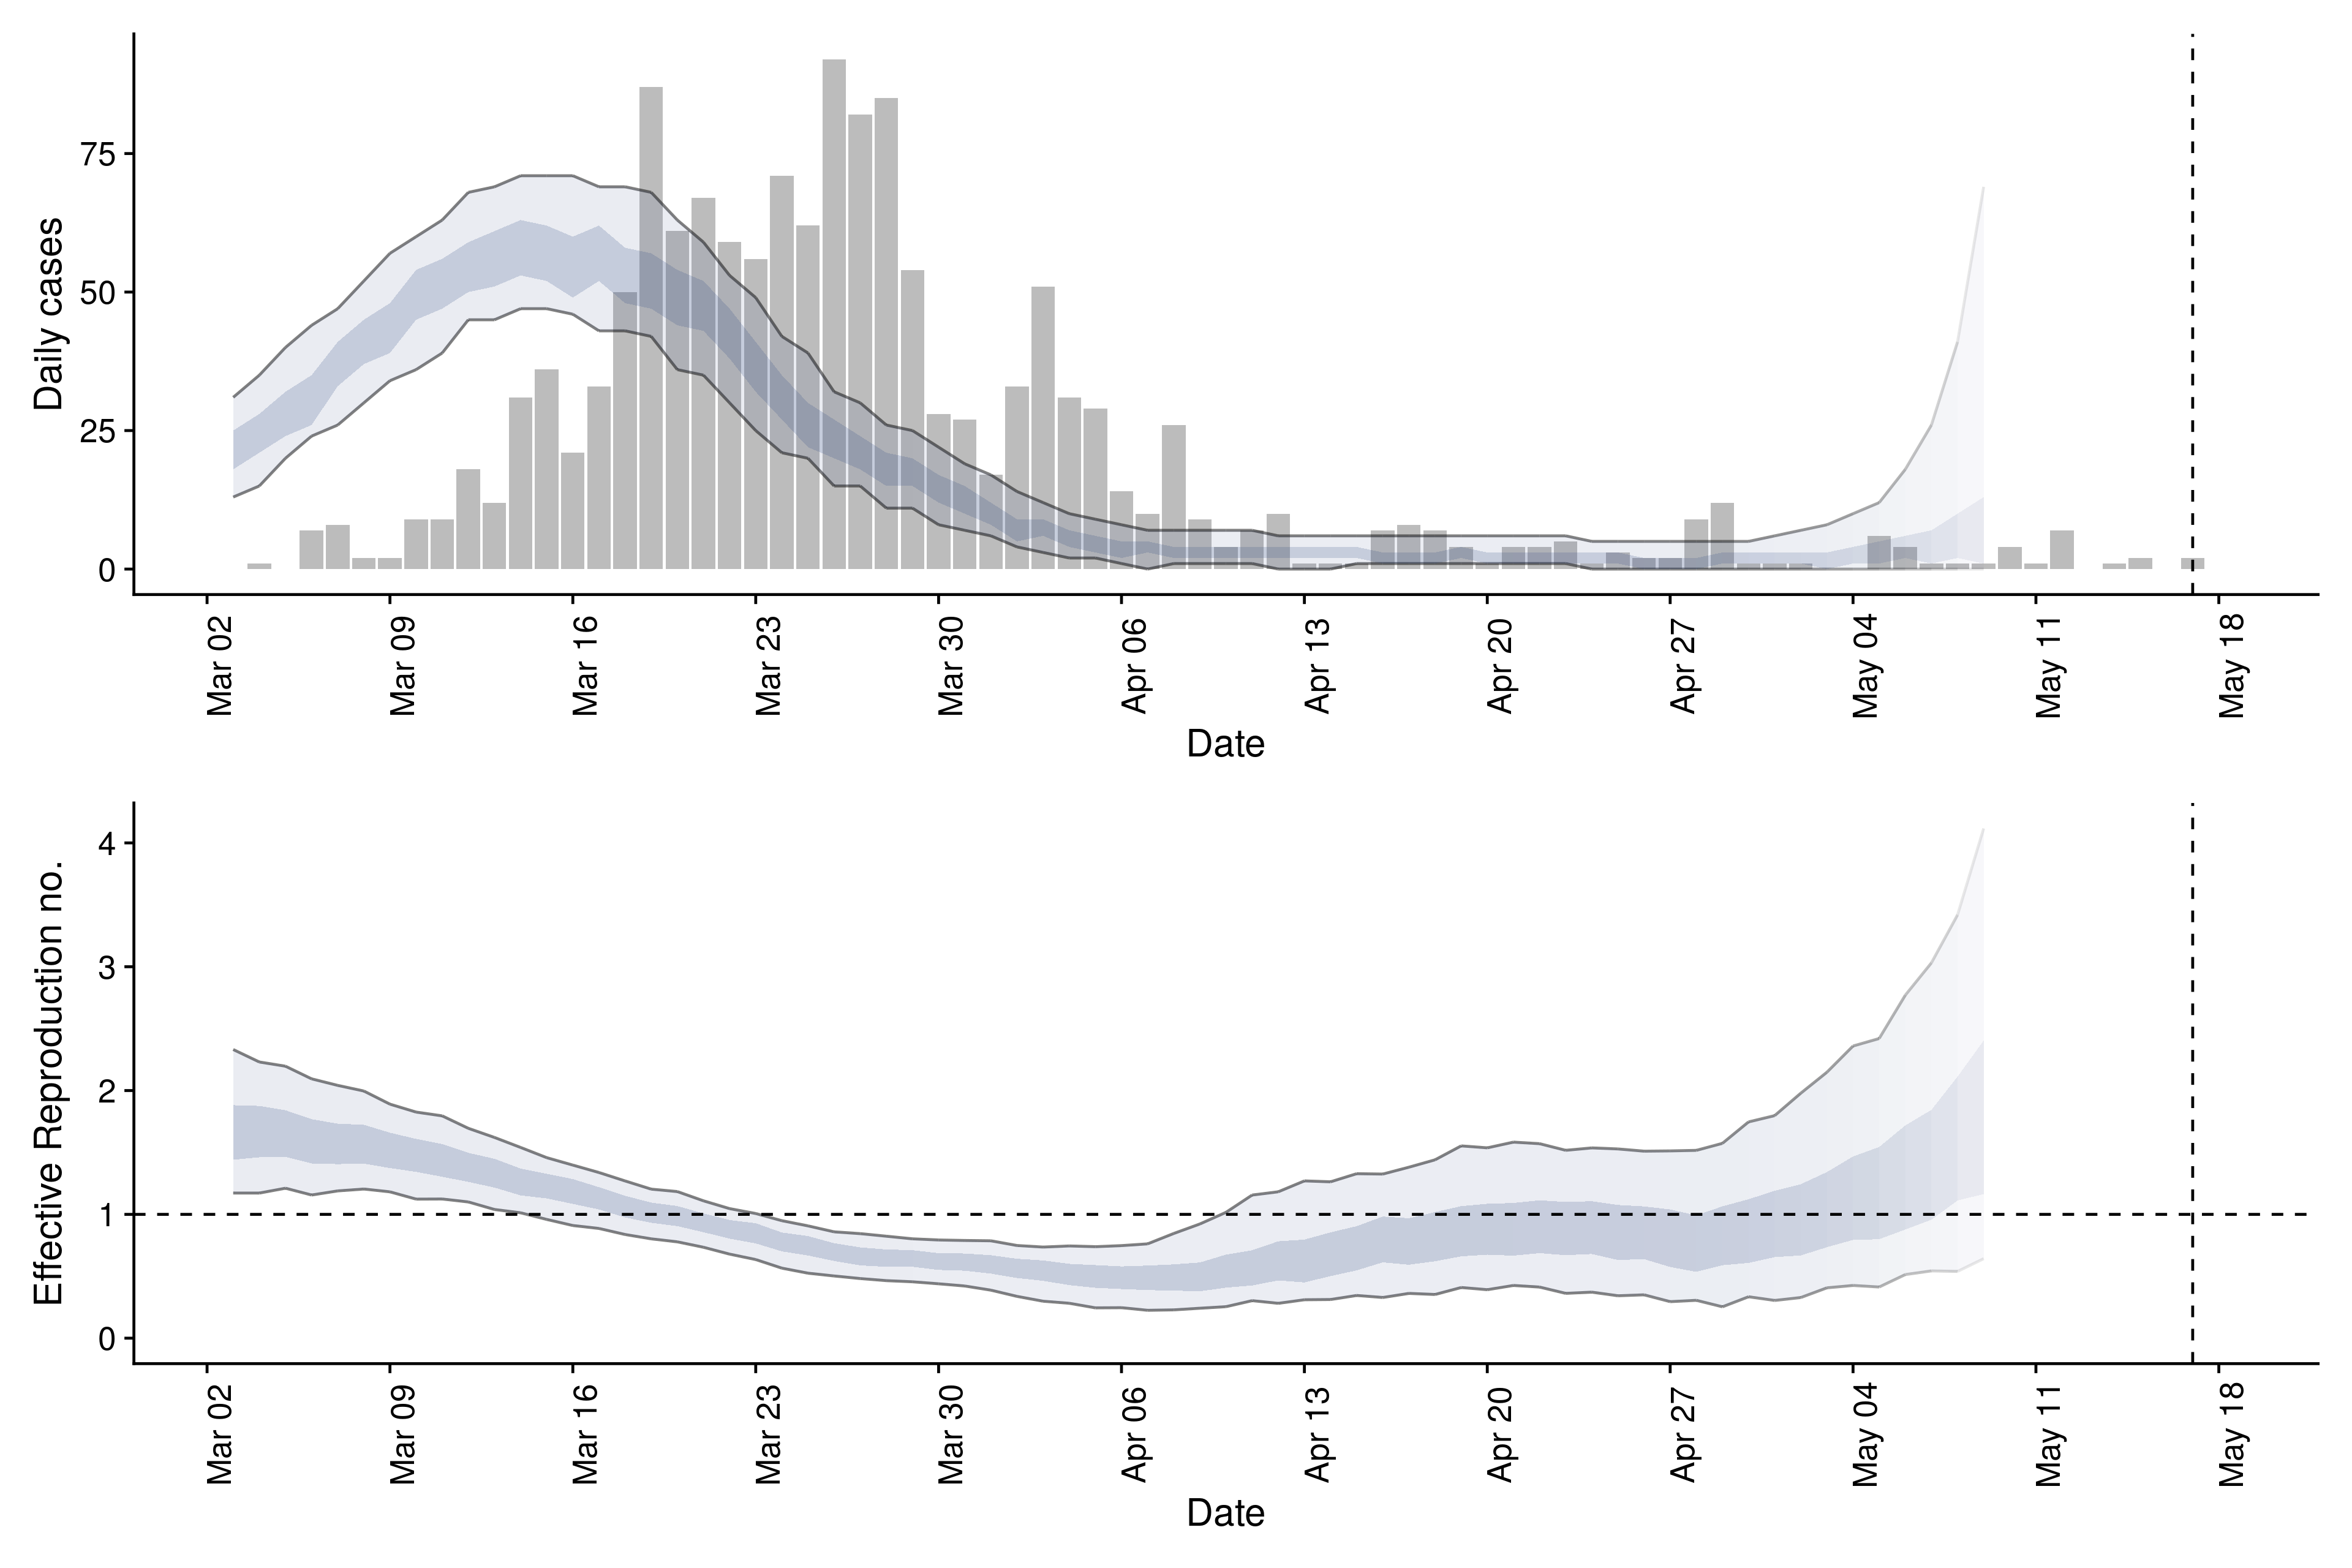 Daily cases
75
50
25
0
Mar 02
Mar 09
Mar 16
Mar 23
Mar 30
Apr 06
Apr 13
Apr 20
Apr 27
May 04
May 11
May 18
Date
Effective Reproduction no.
4
3
2
1
0
Mar 02
Mar 09
Mar 16
Mar 23
Mar 30
Apr 06
Apr 13
Apr 20
Apr 27
May 04
May 11
May 18
Date